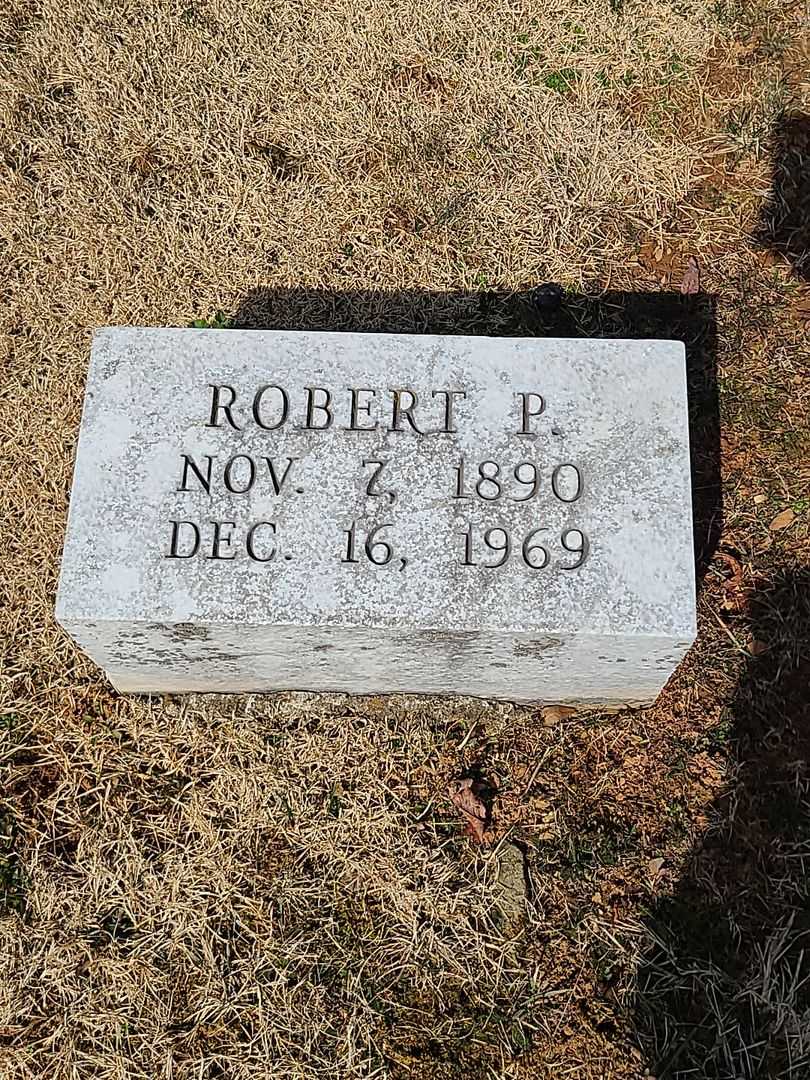 ROBERT P.
NOV. 7, 1890
DEC. 16, 1969